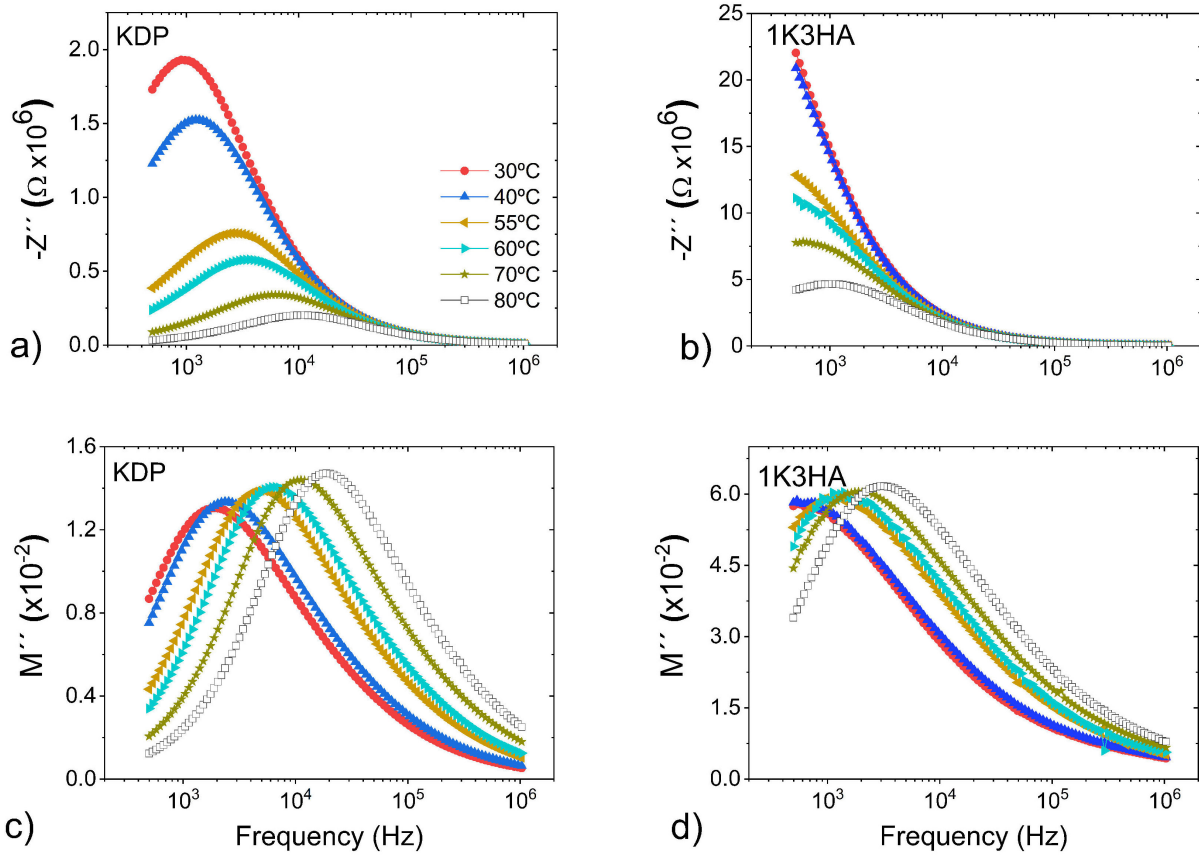 KDP
-Z´´ (Ω x10⁶)
2.0
1.5
1.0
0.5
0.0
30ºC
40ºC
55ºC
60ºC
70ºC
80ºC
10³ 10⁴ 10⁵ 10⁶
a)
1K3HA
-Z´´ (Ω x10⁶)
25
20
15
10
5
0
10³ 10⁴ 10⁵ 10⁶
b)
KDP
M´´ (x10⁻²)
1.6
1.2
0.8
0.4
0.0
10³ 10⁴ 10⁵ 10⁶
c)
Frequency (Hz)
1K3HA
M´´ (x10⁻²)
6.0
4.5
3.0
1.5
0.0
10³ 10⁴ 10⁵ 10⁶
d)
Frequency (Hz)